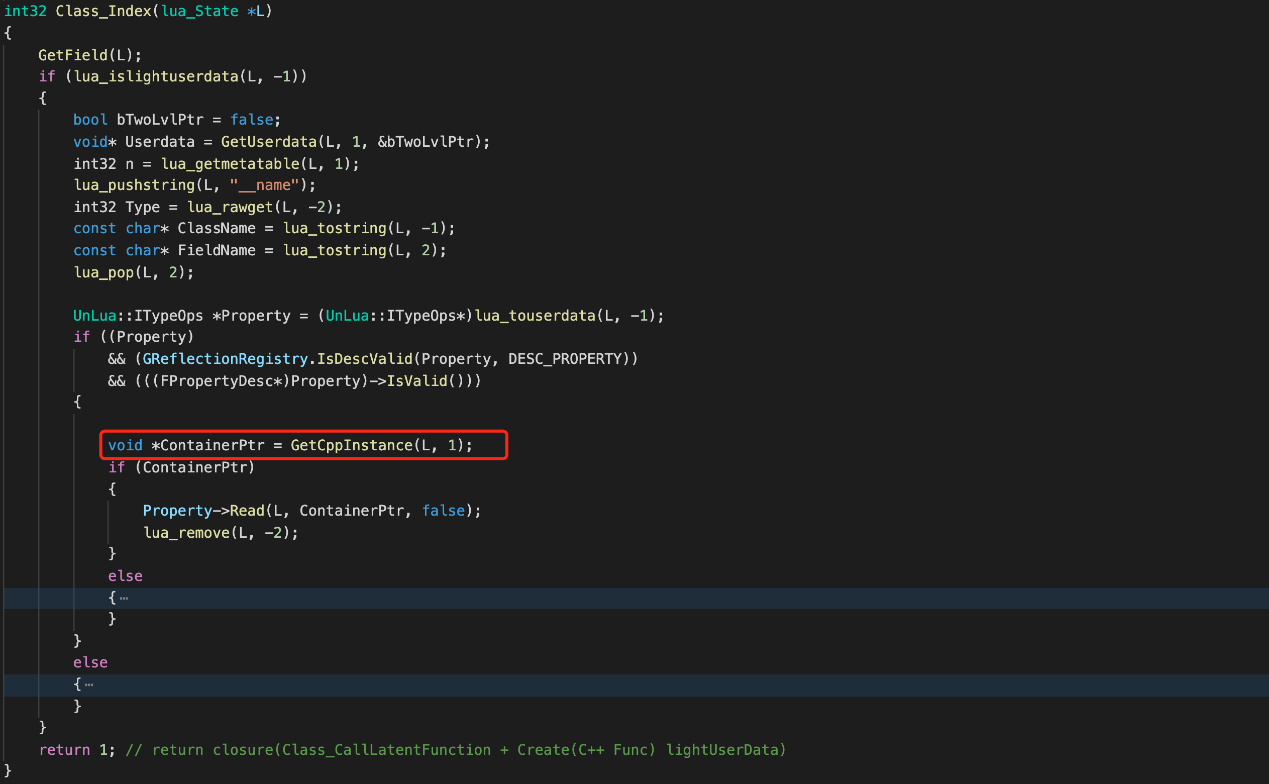 int32 Class_Index(lua_State *L)
{
    GetField(L);
    if (lua_islightuserdata(L, -1))
    {
        bool bTwoLvlPtr = false;
        void* Userdata = GetUserdata(L, 1, &bTwoLvlPtr);
        int32 n = lua_getmetatable(L, 1);
        lua_pushstring(L, "__name");
        int32 Type = lua_rawget(L, -2);
        const char* ClassName = lua_tostring(L, -1);
        const char* FieldName = lua_tostring(L, 2);
        lua_pop(L, 2);

        UnLua::ITypeOps *Property = (UnLua::ITypeOps*)lua_touserdata(L, -1);
        if ((Property)
            && (GReflectionRegistry.IsDescValid(Property, DESC_PROPERTY))
            && (((FPropertyDesc*)Property)->IsValid()))
        {

            void *ContainerPtr = GetCppInstance(L, 1);
            if (ContainerPtr)
            {
                Property->Read(L, ContainerPtr, false);
                lua_remove(L, -2);
            }
            else
            {⋯
            }
        }
        else
        {⋯
        }
    }
    return 1; // return closure(Class_CallLatentFunction + Create(C++ Func) lightUserData)
}